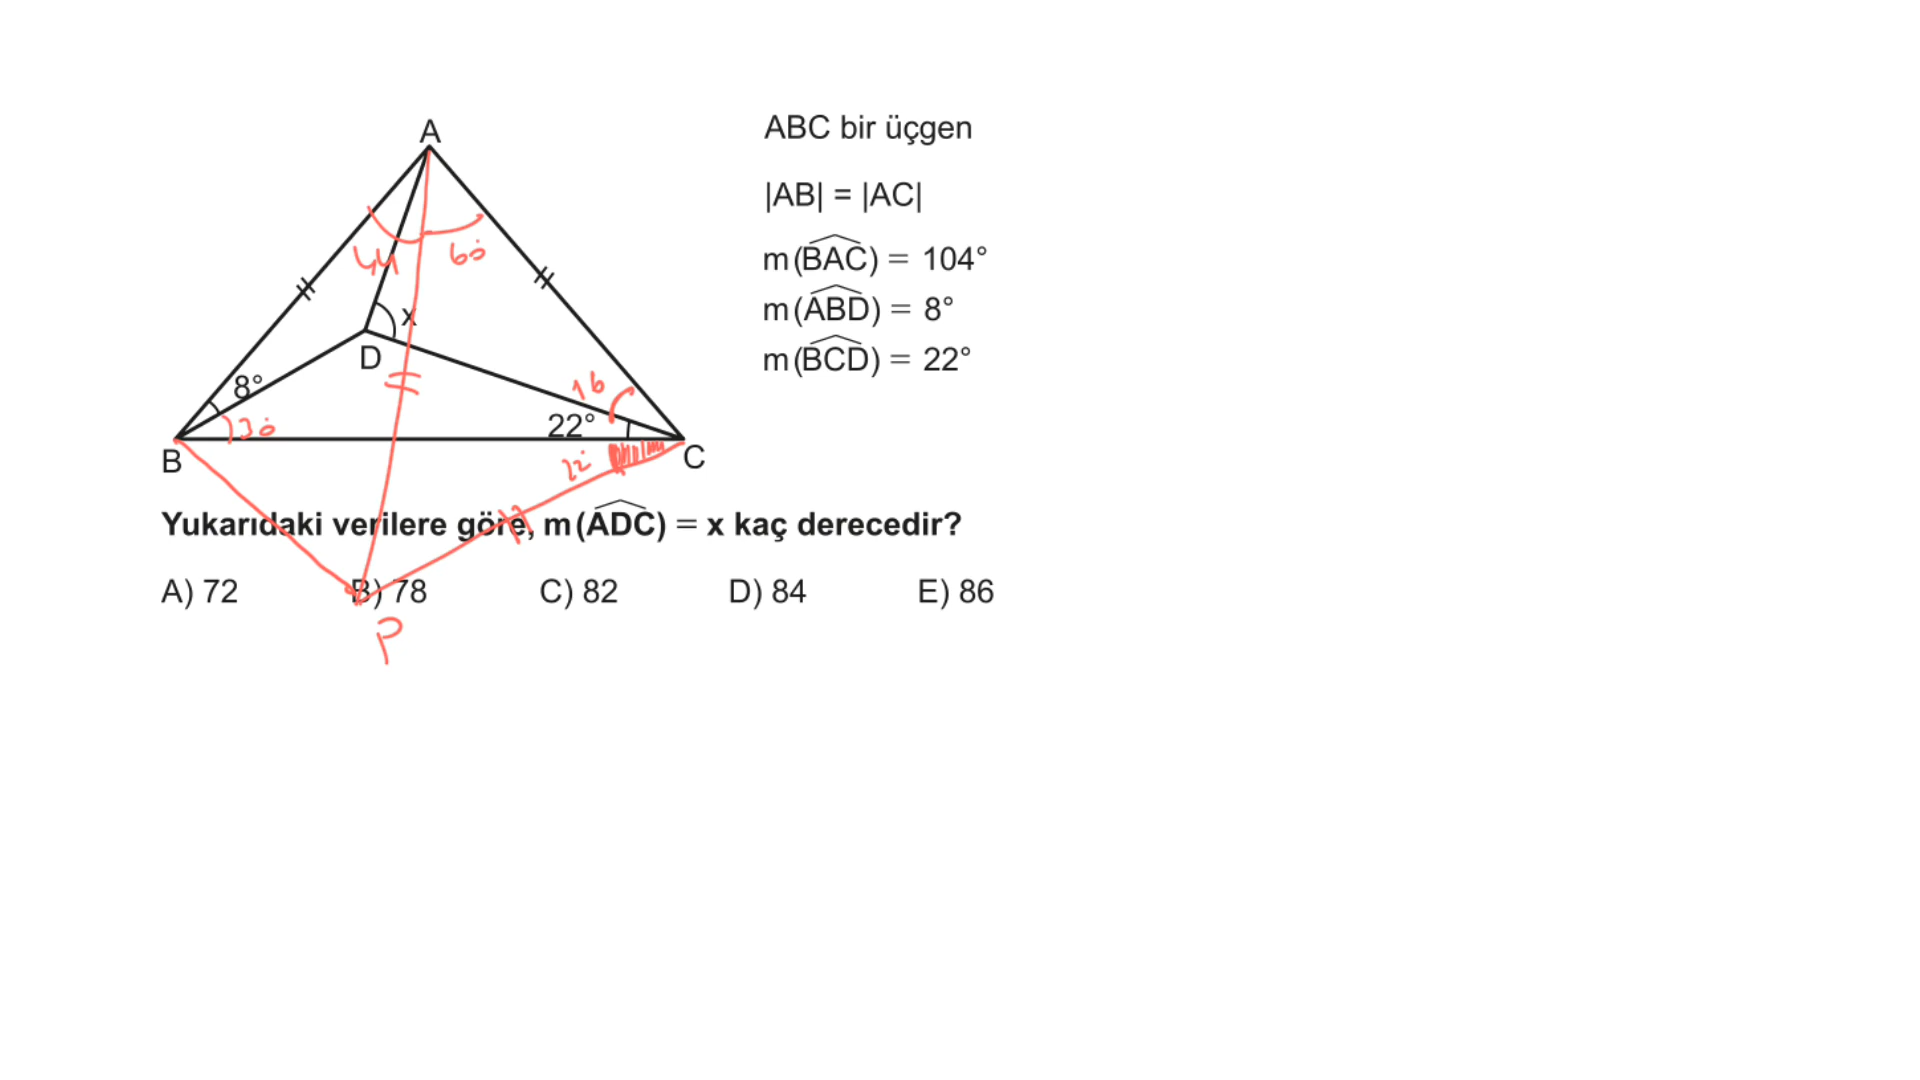 A
ABC bir üçgen
|AB| = |AC|
m(BAC) = 104°
m(ABD) = 8°
m(BCD) = 22°
44 60
x
D
8°
16
30
22°
B
C
22
Yukarıdaki verilere göre, m(ADC) = x kaç derecedir?
A) 72 B) 78 C) 82 D) 84 E) 86
P